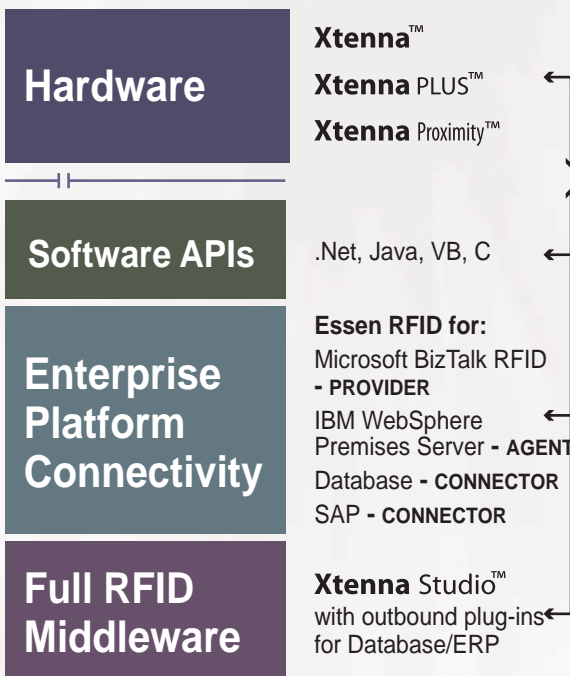 Hardware
Xtenna™
Xtenna PLUS™
Xtenna Proximity™
Software APIs
.Net, Java, VB, C
Enterprise
Platform
Connectivity
Essen RFID for:
Microsoft BizTalk RFID
- PROVIDER
IBM WebSphere
Premises Server - AGENT
Database - CONNECTOR
SAP - CONNECTOR
Full RFID
Middleware
Xtenna Studio™
with outbound plug-ins
for Database/ERP